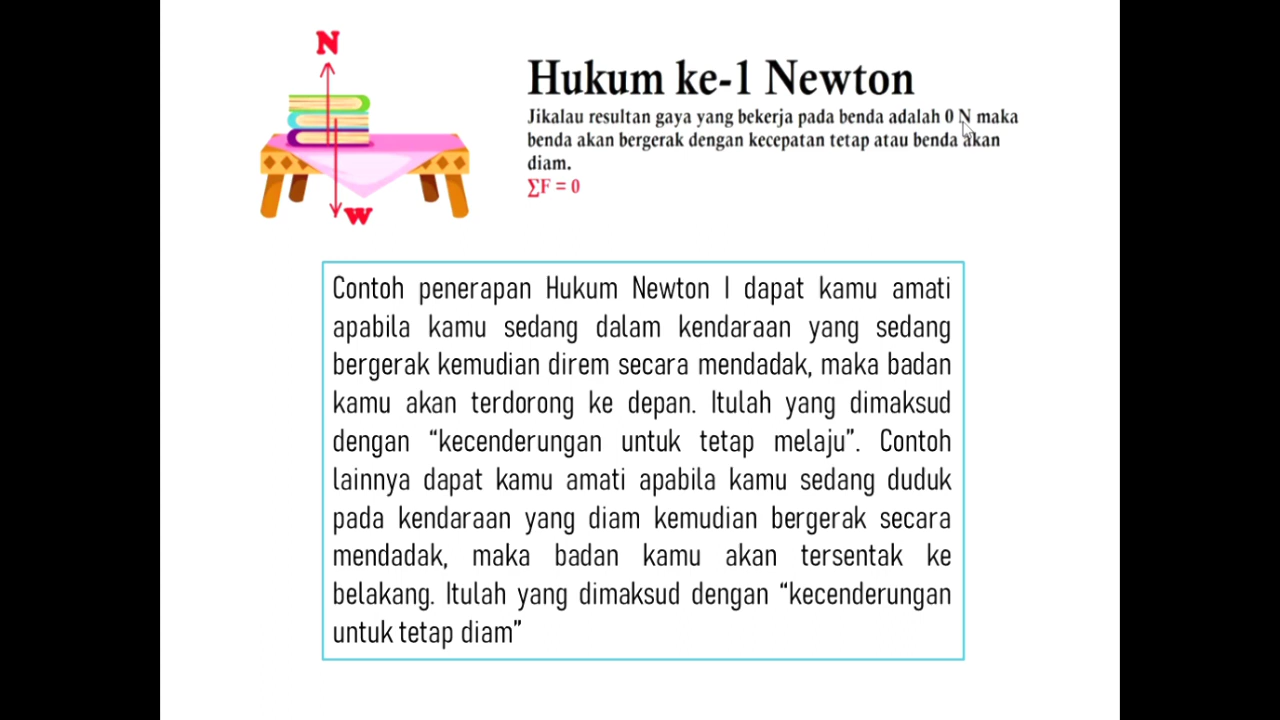 N
W
Hukum ke-1 Newton
Jikalau resultan gaya yang bekerja pada benda adalah 0 N maka
benda akan bergerak dengan kecepatan tetap atau benda akan
diam.
∑F = 0
Contoh penerapan Hukum Newton I dapat kamu amati
apabila kamu sedang dalam kendaraan yang sedang
bergerak kemudian direm secara mendadak, maka badan
kamu akan terdorong ke depan. Itulah yang dimaksud
dengan “kecenderungan untuk tetap melaju”. Contoh
lainnya dapat kamu amati apabila kamu sedang duduk
pada kendaraan yang diam kemudian bergerak secara
mendadak, maka badan kamu akan tersentak ke
belakang. Itulah yang dimaksud dengan “kecenderungan
untuk tetap diam”